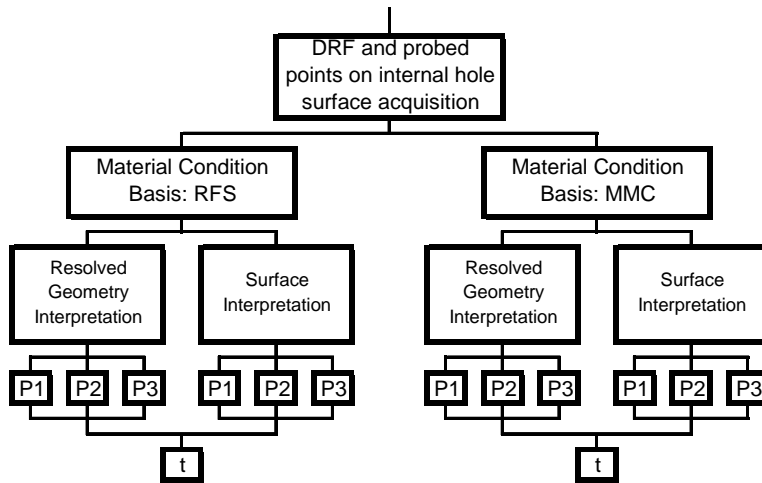 DRF and probed
points on internal hole
surface acquisition
Material Condition
Basis: RFS
Material Condition
Basis: MMC
Resolved
Geometry
Interpretation
Surface
Interpretation
Resolved
Geometry
Interpretation
Surface
Interpretation
P1 P2 P3 P1 P2 P3 P1 P2 P3 P1 P2 P3
t t